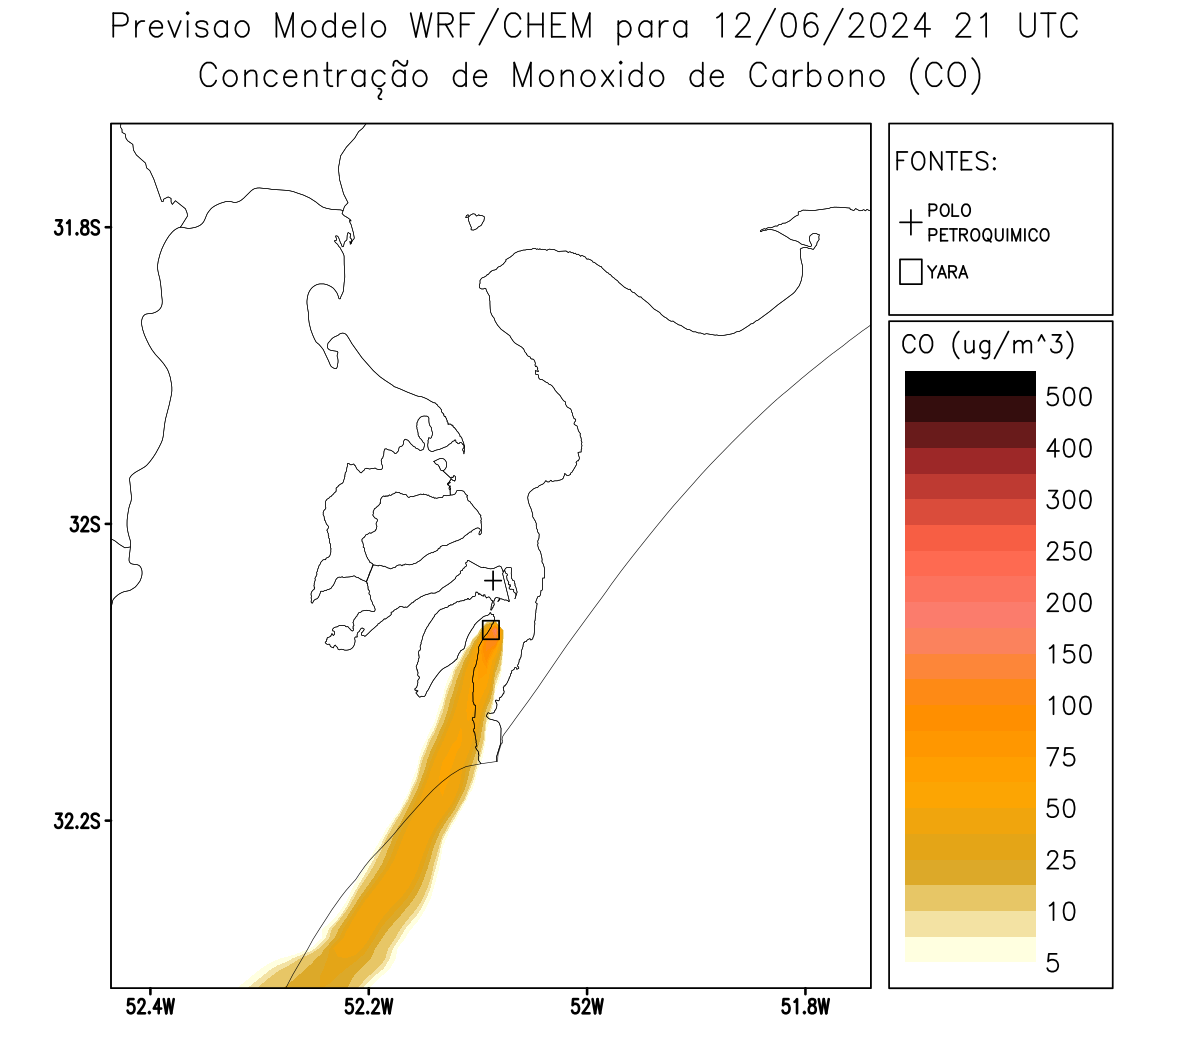 Previsao Modelo WRF/CHEM para 12/06/2024 21 UTC
Concentração de Monoxido de Carbono (CO)
FONTES:
POLO
PETROQUIMICO
YARA
CO (ug/m^3)
500
400
300
250
200
150
100
75
50
25
10
5
31.8S
32S
32.2S
52.4W
52.2W
52W
51.8W